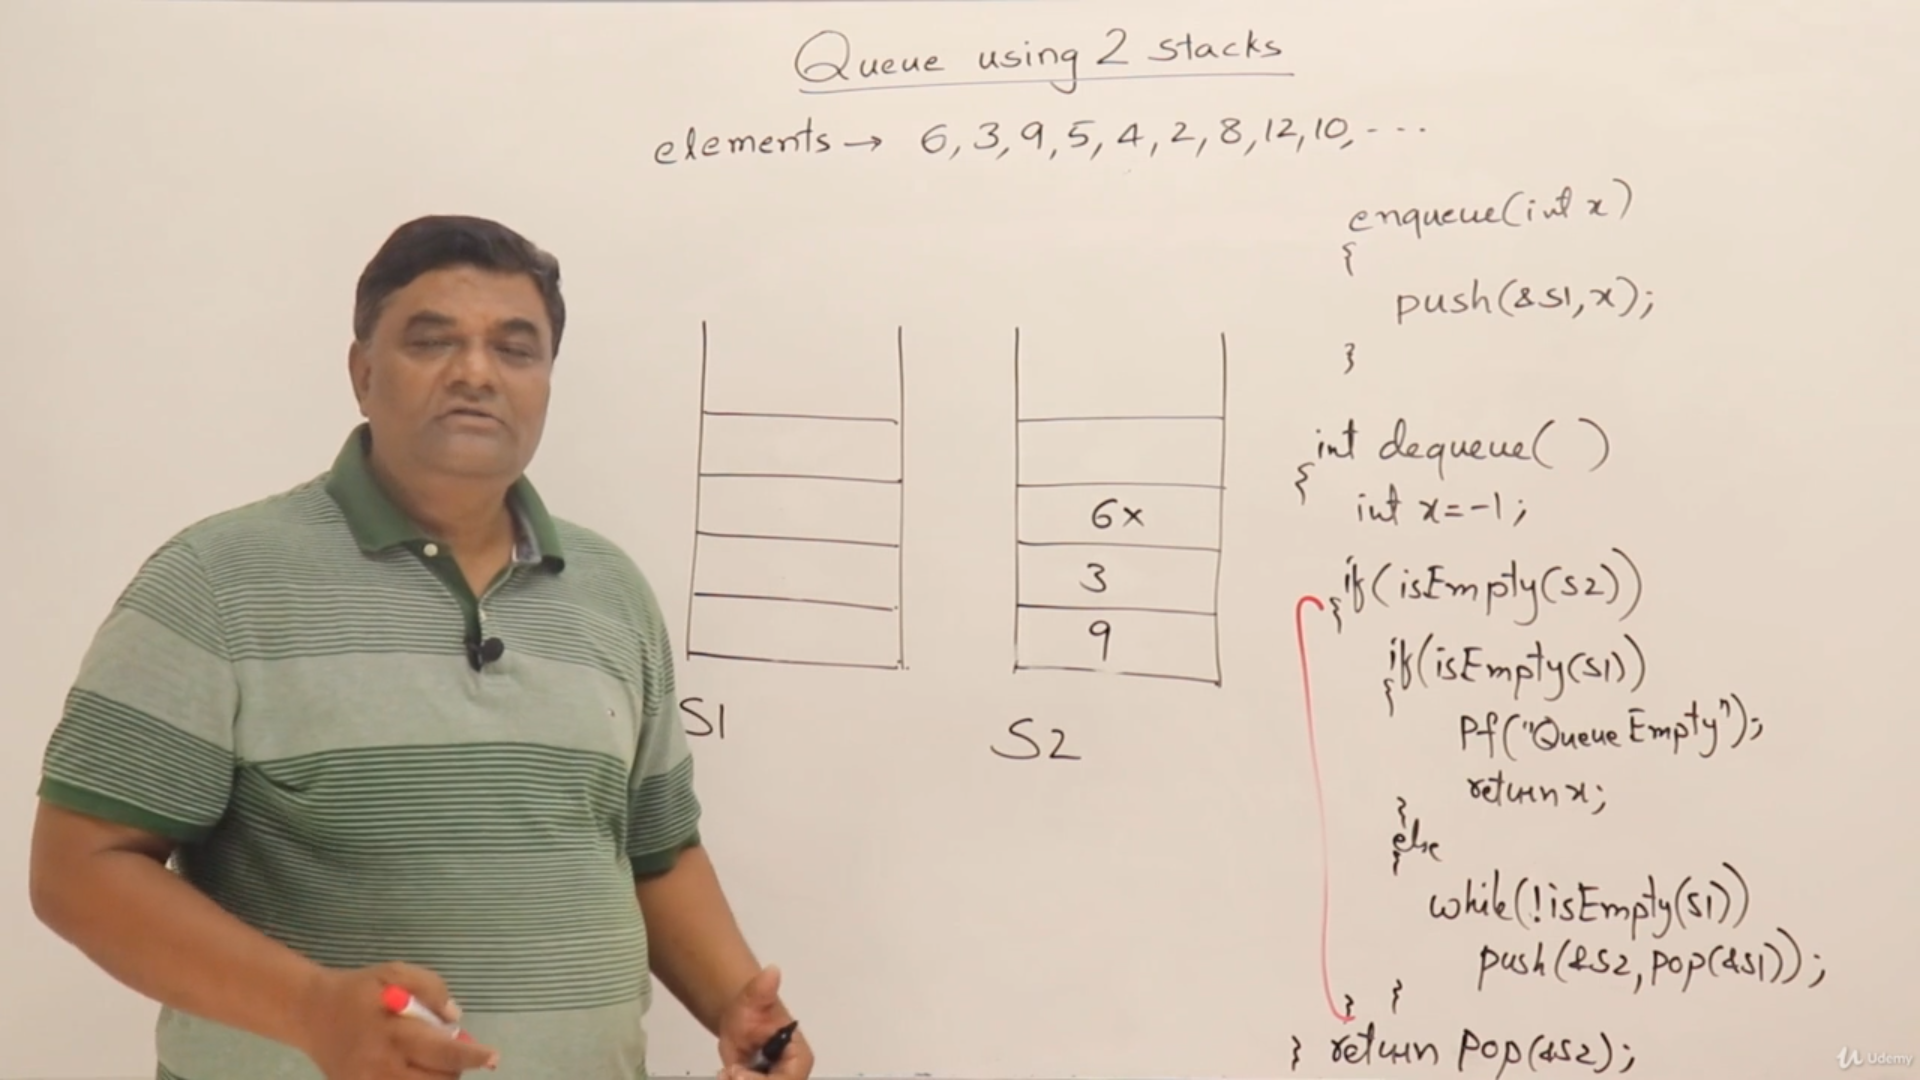 Queue using 2 stacks
elements → 6, 3, 9, 5, 4, 2, 8, 12, 10, ...
enqueue(int x)
{
push(&S1, x);
}
int dequeue( )
{
int x = -1;
if(isEmpty(S2))
{
if(isEmpty(S1))
{
Pf("Queue Empty");
return x;
}
else
{
while(!isEmpty(S1))
push(&S2, pop(&S1));
}
}
return pop(&S2);
}
6x
3
9
S1
S2
Udemy